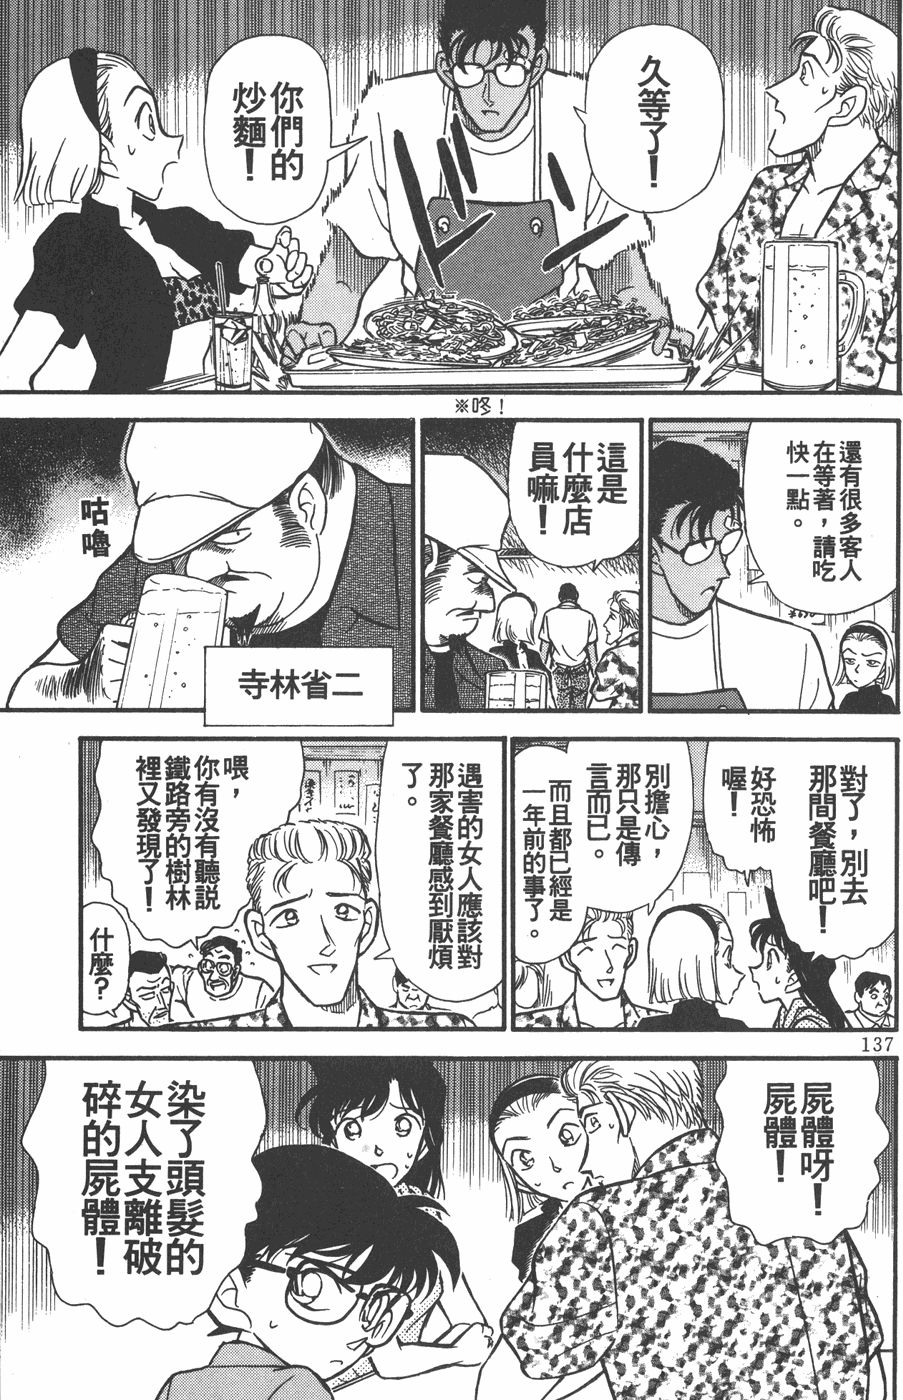 久等了！
你們的
炒麵！
※咚！
還有很多客人
在等著，請吃
快一點。
這是
什麼店
員嘛！
咕嚕
寺林省二
對了，別去
那間餐廳吧！
好恐怖
喔！
別擔心，
那只是傳
言而已。
而且都已經是
一年前的事了。
遇害的女人應該對
那家餐廳感到厭煩
了。
喂，
你有沒有聽說
鐵路旁的樹林
裡又發現了！
什麼？
137
屍體呀！
屍體！
染了頭髮的
女人支離破
碎的屍體！